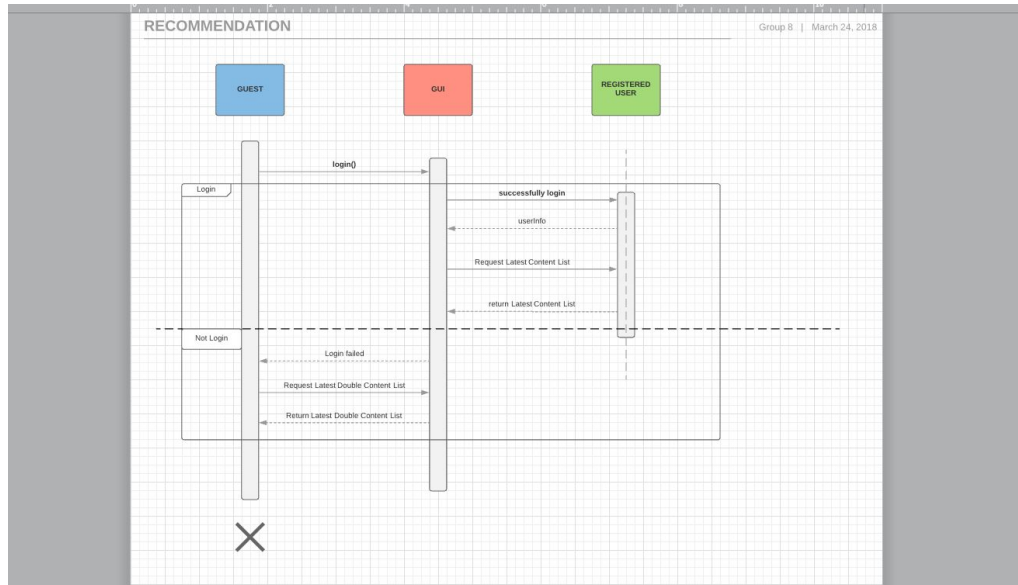 RECOMMENDATION
Group 8 | March 24, 2018
GUEST
GUI
REGISTERED
USER
login()
Login
successfully login
userInfo
Request Latest Content List
return Latest Content List
Not Login
Login failed
Request Latest Double Content List
Return Latest Double Content List